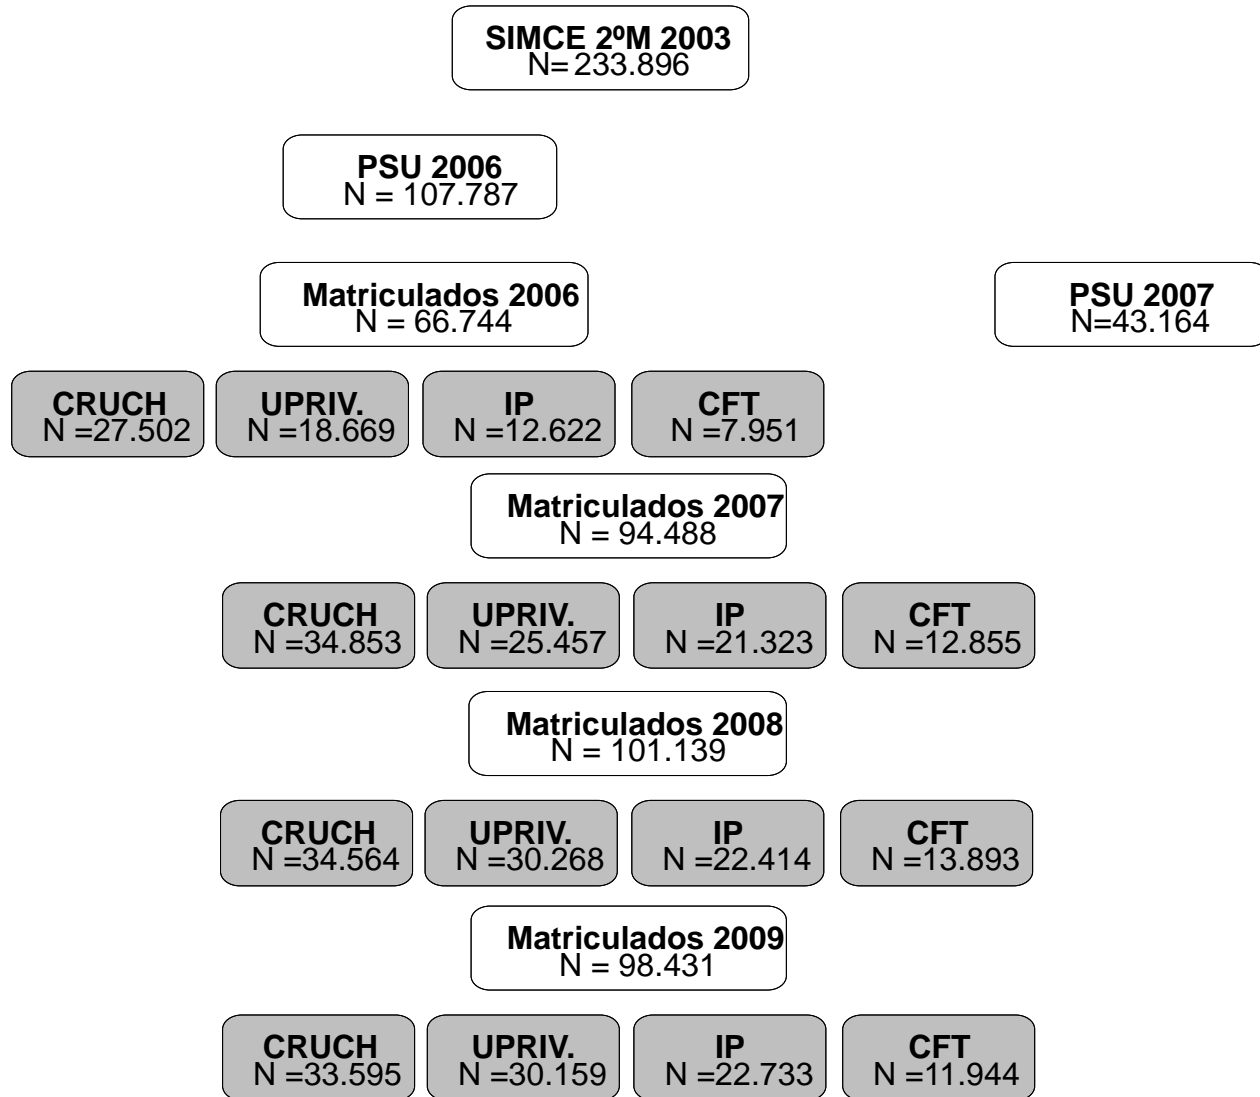 SIMCE 2ºM 2003
N= 233.896
PSU 2006
N = 107.787
Matriculados 2006
N = 66.744
PSU 2007
N=43.164
CRUCH
N =27.502
UPRIV.
N =18.669
IP
N =12.622
CFT
N =7.951
Matriculados 2007
N = 94.488
CRUCH
N =34.853
UPRIV.
N =25.457
IP
N =21.323
CFT
N =12.855
Matriculados 2008
N = 101.139
CRUCH
N =34.564
UPRIV.
N =30.268
IP
N =22.414
CFT
N =13.893
Matriculados 2009
N = 98.431
CRUCH
N =33.595
UPRIV.
N =30.159
IP
N =22.733
CFT
N =11.944